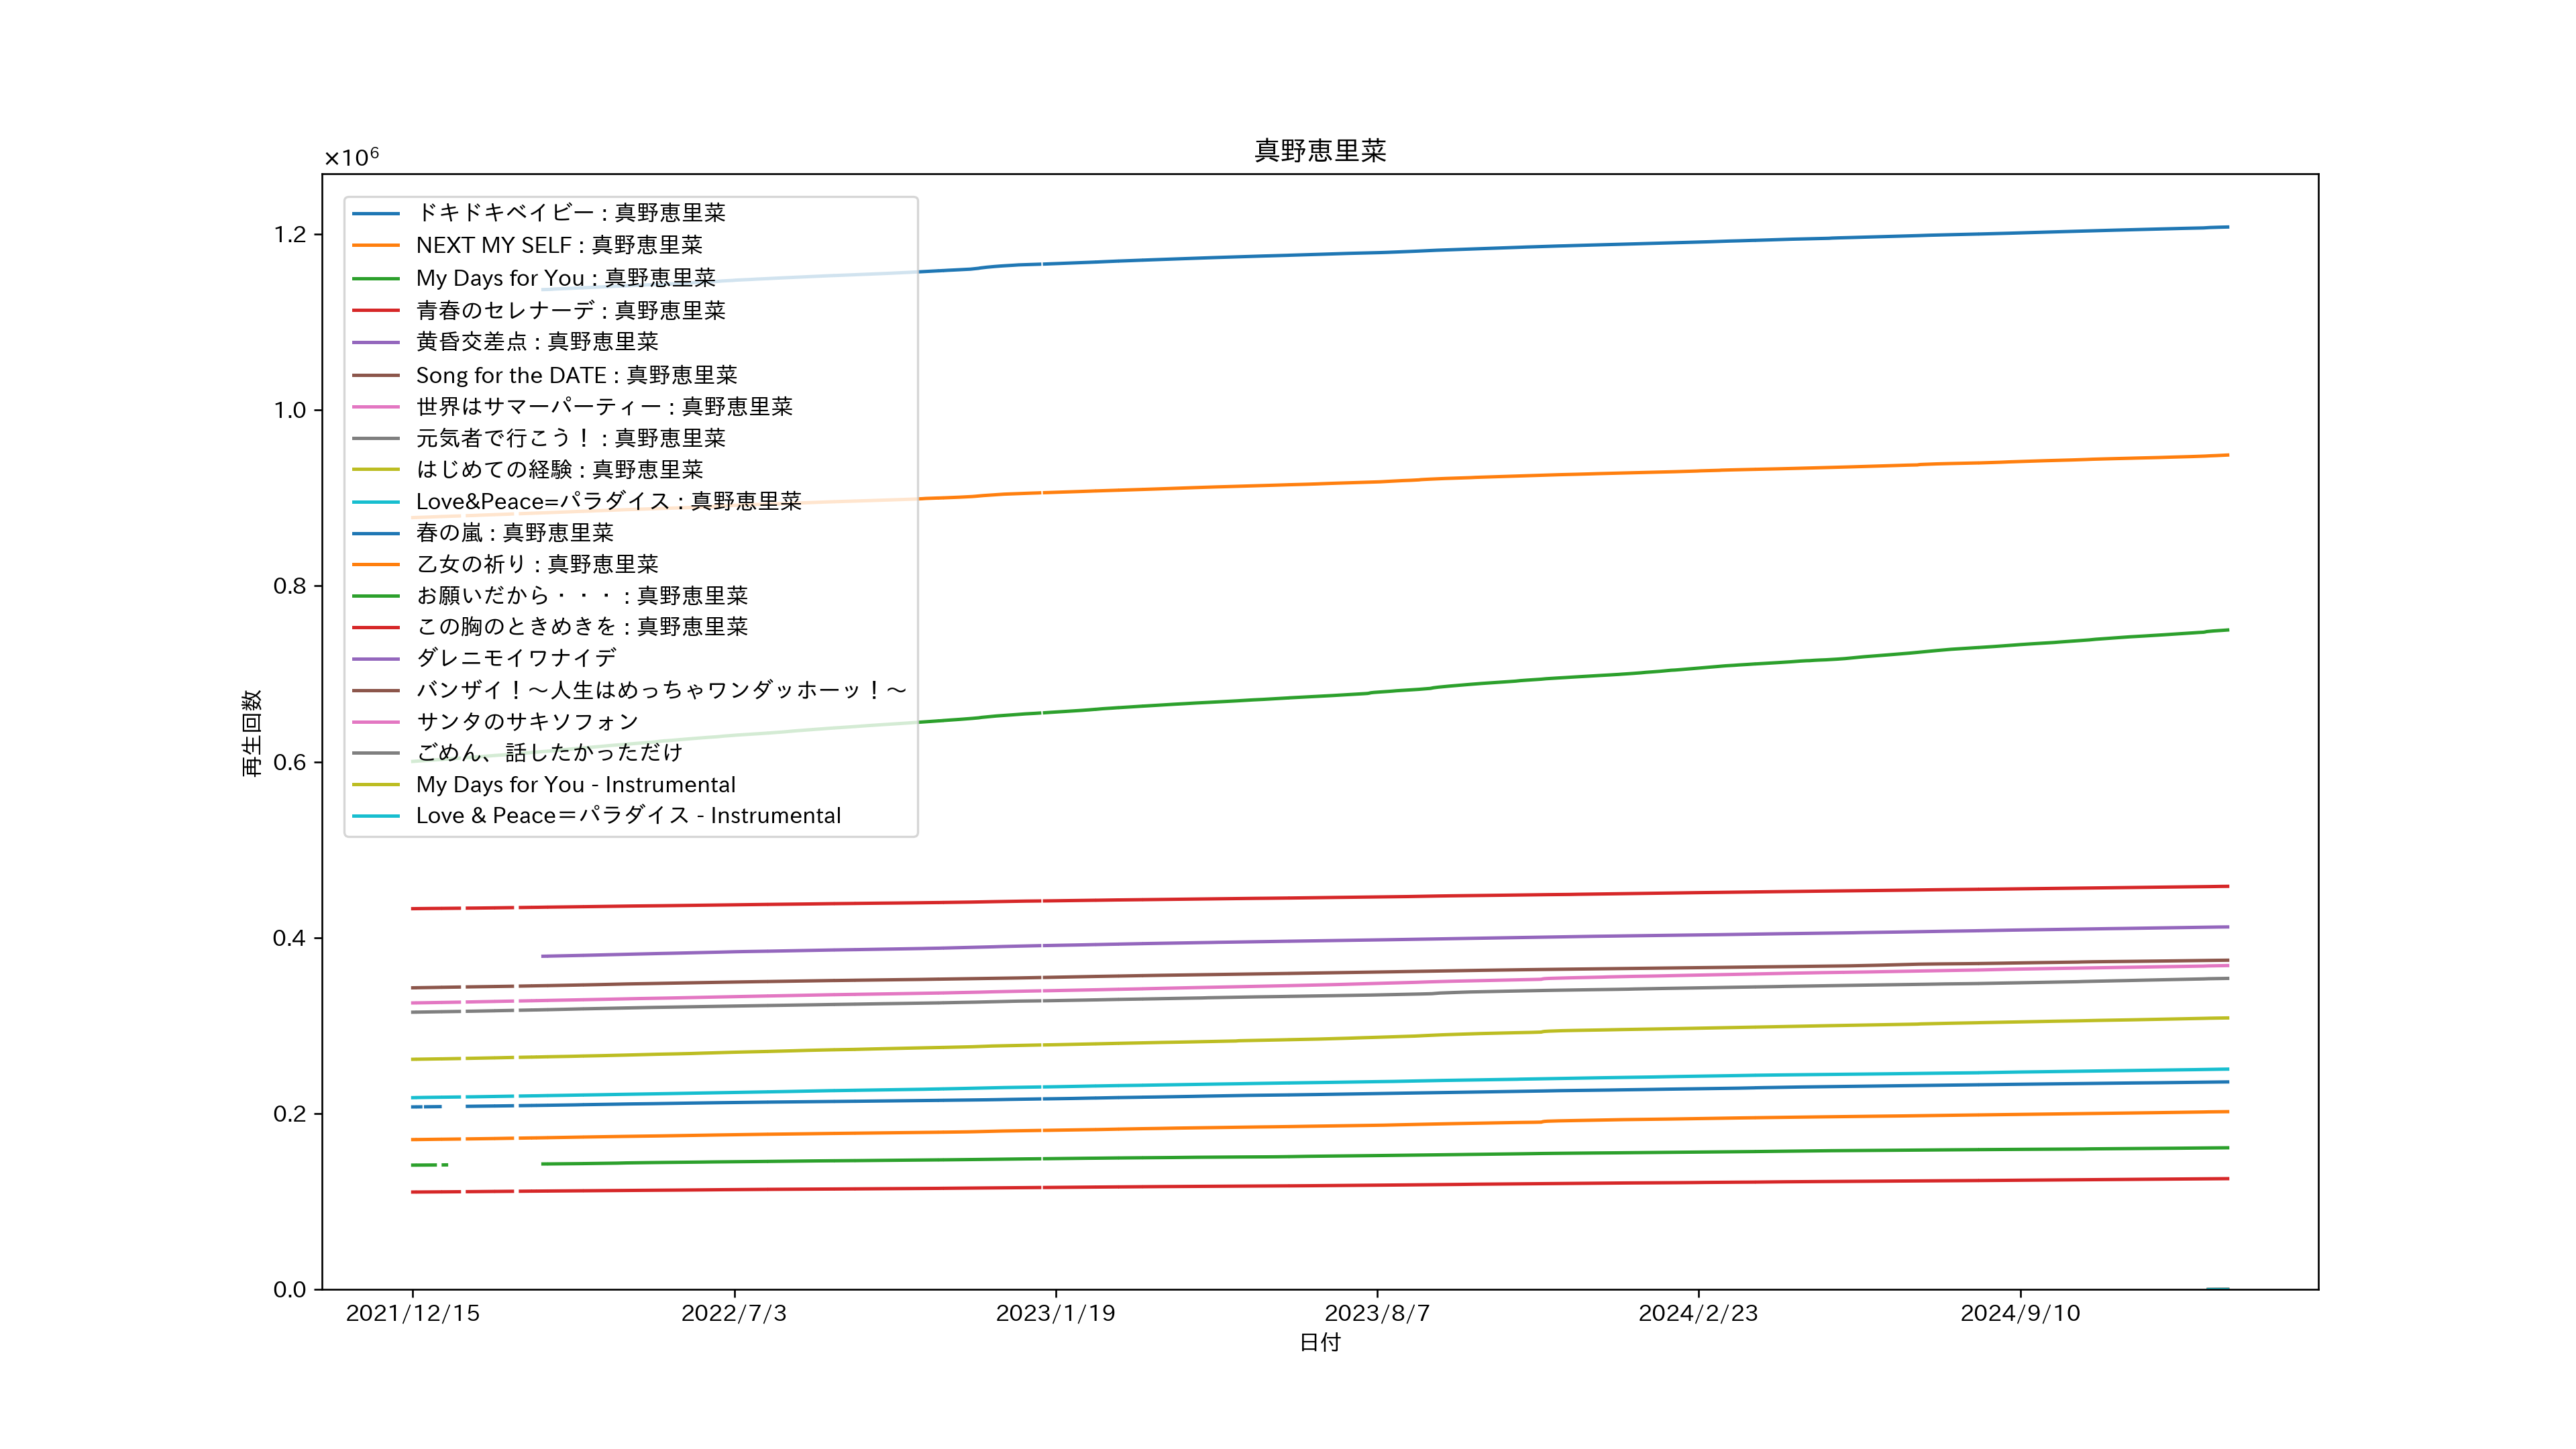 真野恵里菜
×10⁶
再生回数
1.2
1.0
0.8
0.6
0.4
0.2
0.0
ドキドキベイビー : 真野恵里菜
NEXT MY SELF : 真野恵里菜
My Days for You : 真野恵里菜
青春のセレナーデ : 真野恵里菜
黄昏交差点 : 真野恵里菜
Song for the DATE : 真野恵里菜
世界はサマーパーティー : 真野恵里菜
元気者で行こう！ : 真野恵里菜
はじめての経験 : 真野恵里菜
Love&Peace=パラダイス : 真野恵里菜
春の嵐 : 真野恵里菜
乙女の祈り : 真野恵里菜
お願いだから・・・ : 真野恵里菜
この胸のときめきを : 真野恵里菜
ダレニモイワナイデ
バンザイ！～人生はめっちゃワンダッホーッ！～
サンタのサキソフォン
ごめん、話したかっただけ
My Days for You - Instrumental
Love & Peace＝パラダイス - Instrumental
2021/12/15 2022/7/3 2023/1/19 2023/8/7 2024/2/23 2024/9/10
日付